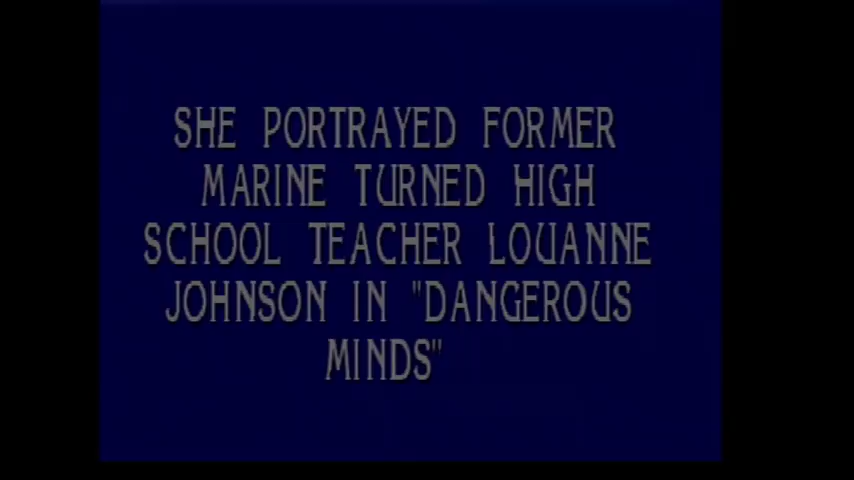 SHE PORTRAYED FORMER
MARINE TURNED HIGH
SCHOOL TEACHER LOUANNE
JOHNSON IN "DANGEROUS
MINDS"